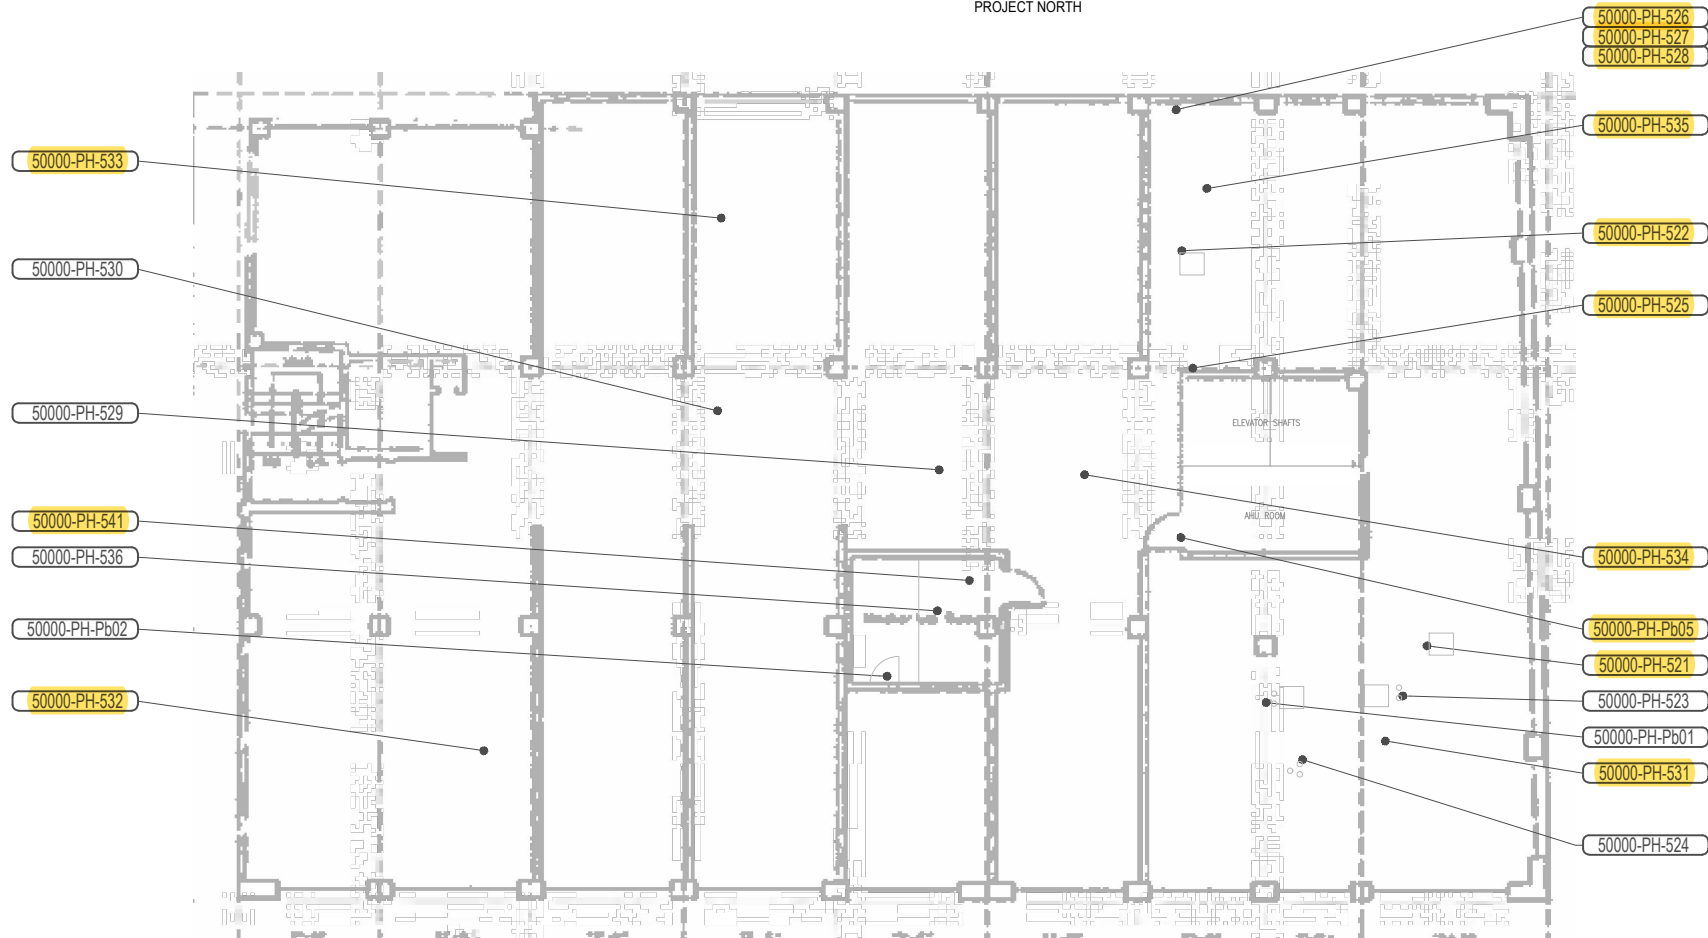 PROJECT NORTH
50000-PH-526
50000-PH-527
50000-PH-528
50000-PH-535
50000-PH-533
50000-PH-522
50000-PH-530
50000-PH-525
50000-PH-529
ELEVATOR SHAFTS
AHU ROOM
50000-PH-541
50000-PH-536
50000-PH-534
50000-PH-Pb02
50000-PH-Pb05
50000-PH-521
50000-PH-532
50000-PH-523
50000-PH-Pb01
50000-PH-531
50000-PH-524